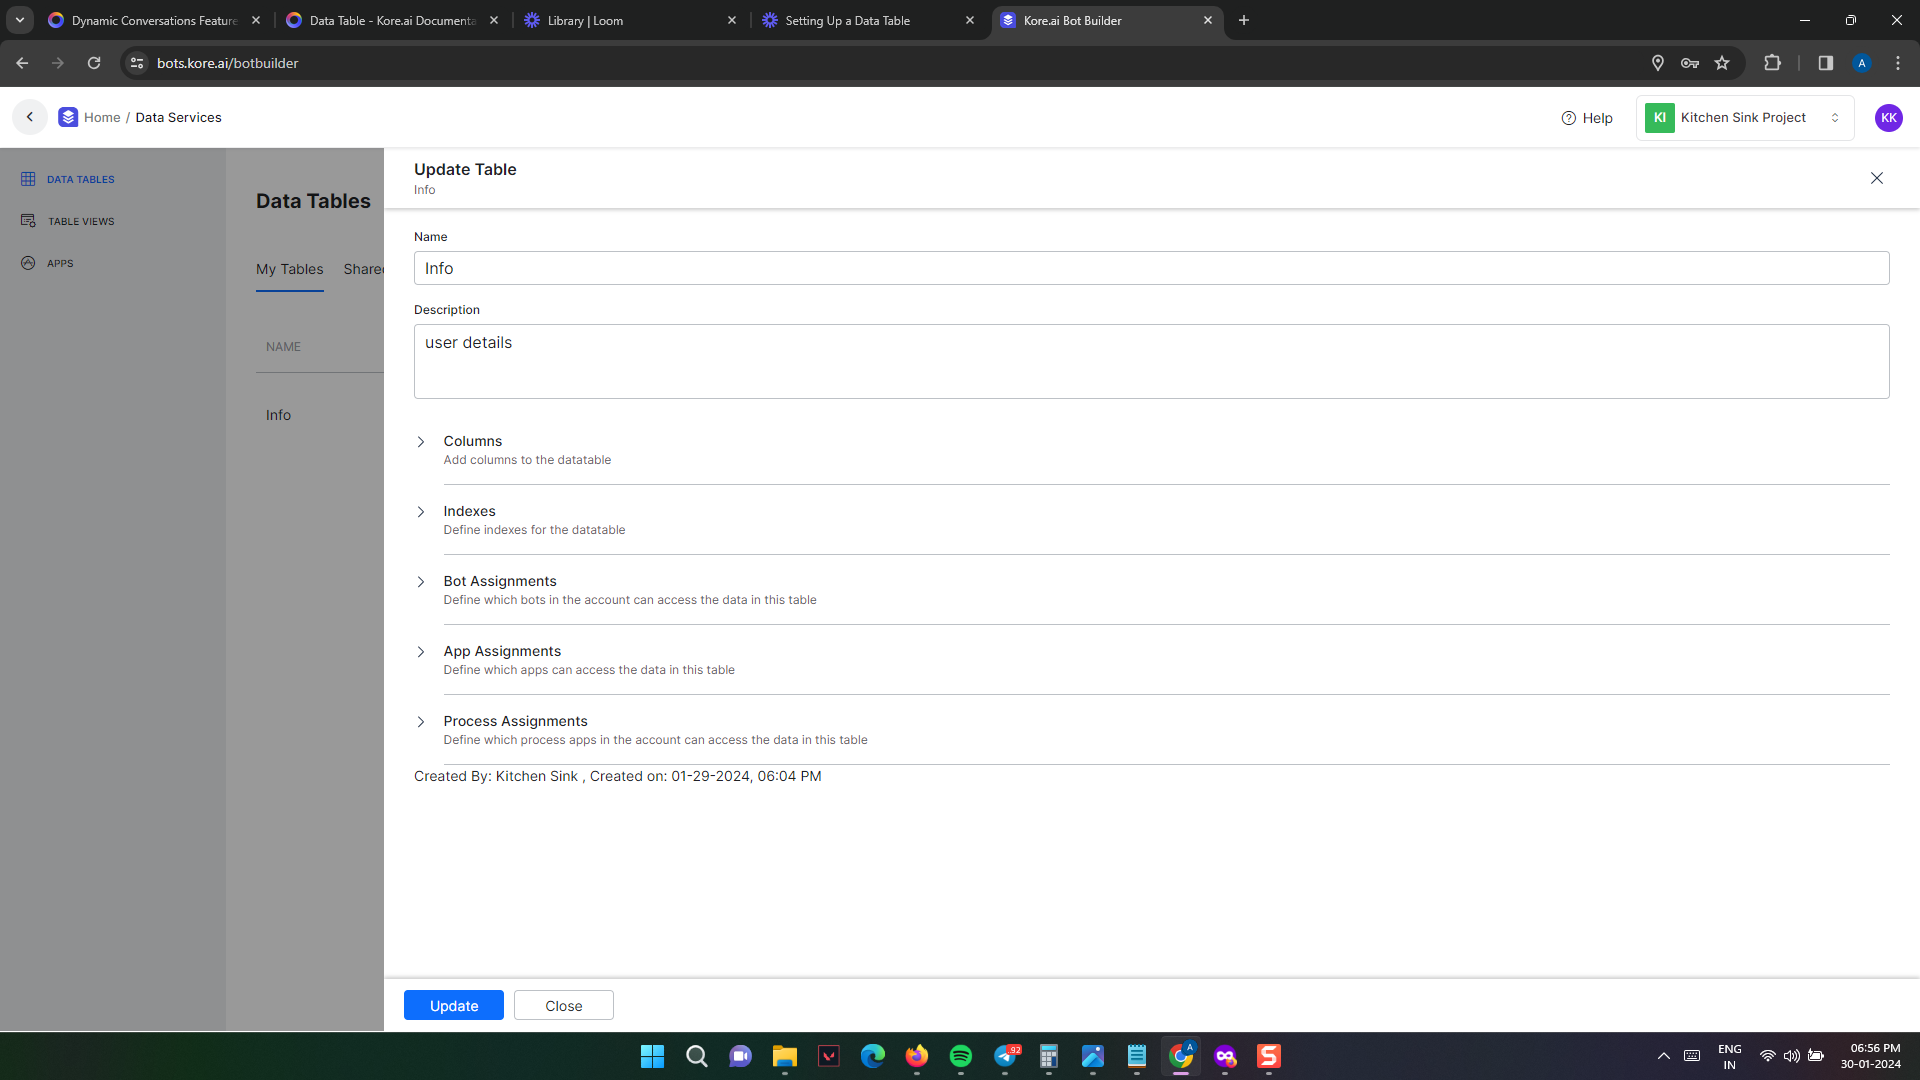 Dynamic Conversations Feature
Data Table - Kore.ai Documenta
Library | Loom
Setting Up a Data Table
Kore.ai Bot Builder
bots.kore.ai/botbuilder
A
Home / Data Services
Help
KI
Kitchen Sink Project
KK
DATA TABLES
TABLE VIEWS
APPS
Data Tables
My Tables
Shared
NAME
Info
Update Table
Info
Name
Info
Description
user details
Columns
Add columns to the datatable
Indexes
Define indexes for the datatable
Bot Assignments
Define which bots in the account can access the data in this table
App Assignments
Define which apps can access the data in this table
Process Assignments
Define which process apps in the account can access the data in this table
Created By: Kitchen Sink , Created on: 01-29-2024, 06:04 PM
Update
Close
92
A
S
ENG
IN
06:56 PM
30-01-2024